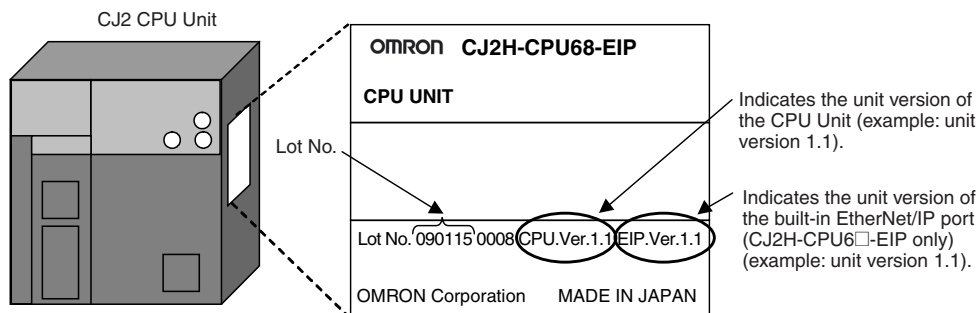 CJ2 CPU Unit
OMRON CJ2H-CPU68-EIP
CPU UNIT
Lot No.
Lot No. 090115 0008 CPU.Ver.1.1 EIP.Ver.1.1
OMRON Corporation MADE IN JAPAN
Indicates the unit version of
the CPU Unit (example: unit
version 1.1).
Indicates the unit version of
the built-in EtherNet/IP port
(CJ2H-CPU6□-EIP only)
(example: unit version 1.1).